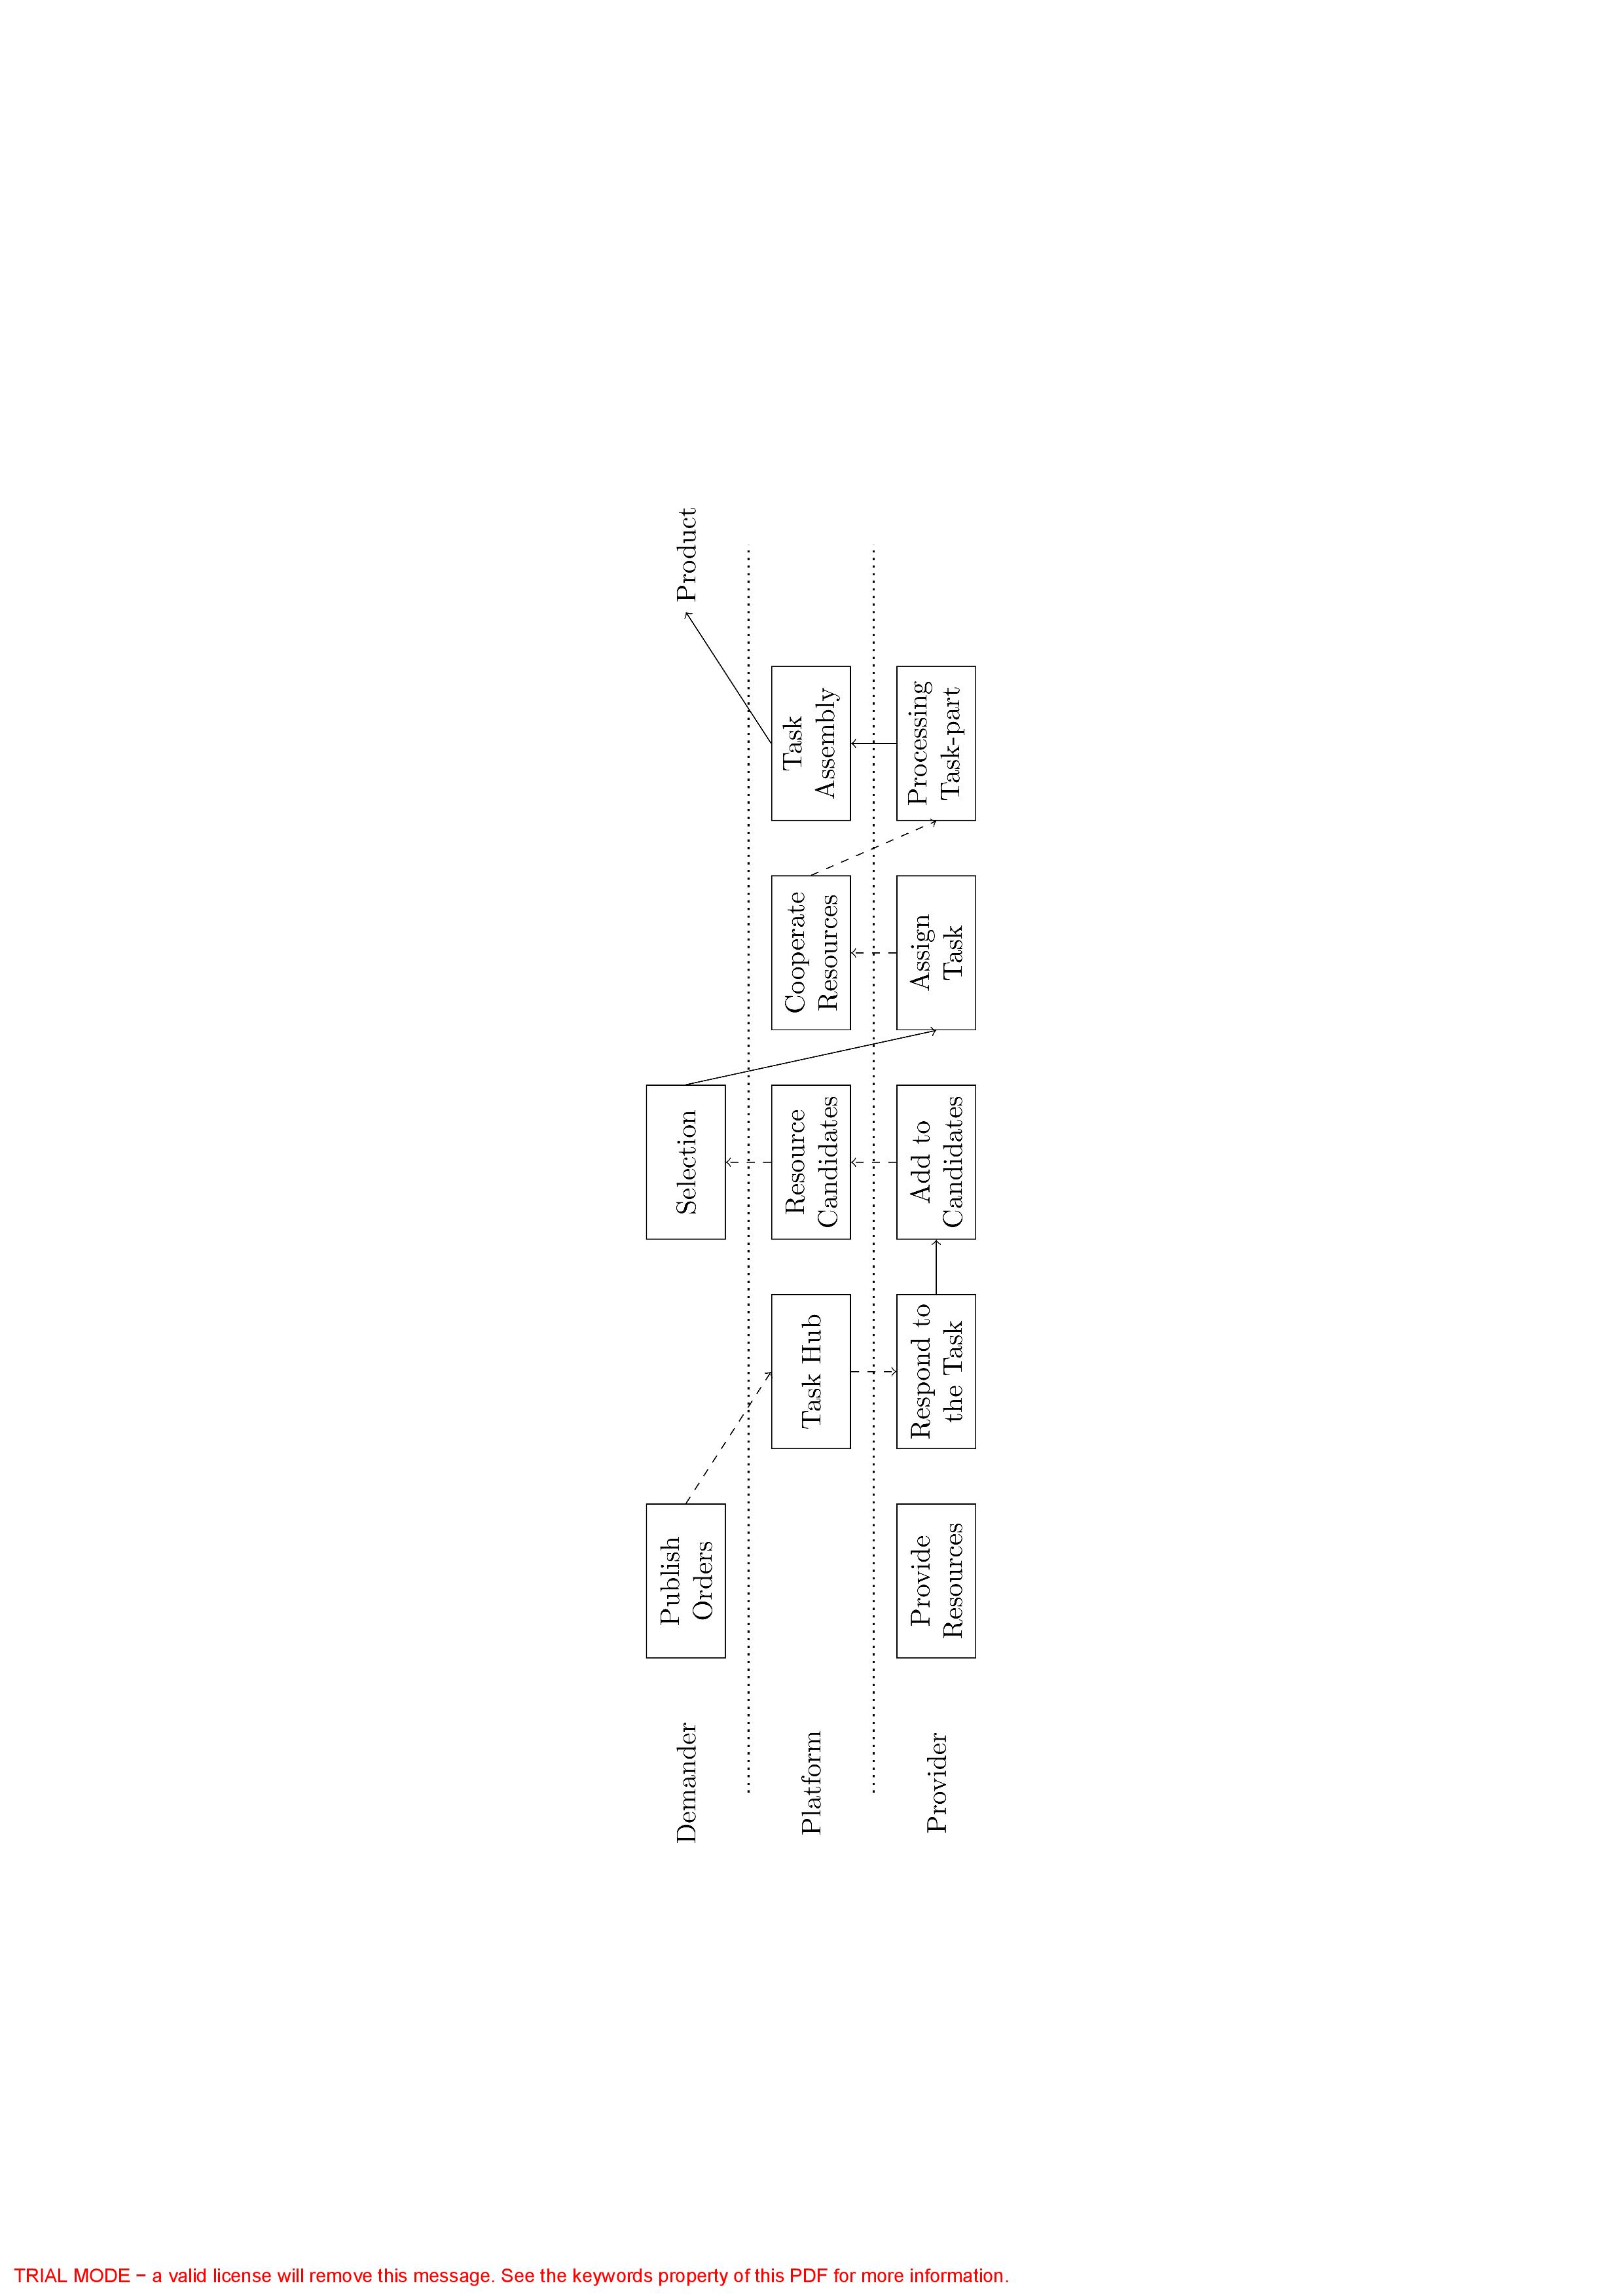 Demander
Publish
Orders
Selection
Product
Platform
Task Hub
Resource
Candidates
Cooperate
Resources
Task
Assembly
Provider
Provide
Resources
Respond to
the Task
Add to
Candidates
Assign
Task
Processing
Task-part
TRIAL MODE − a valid license will remove this message. See the keywords property of this PDF for more information.